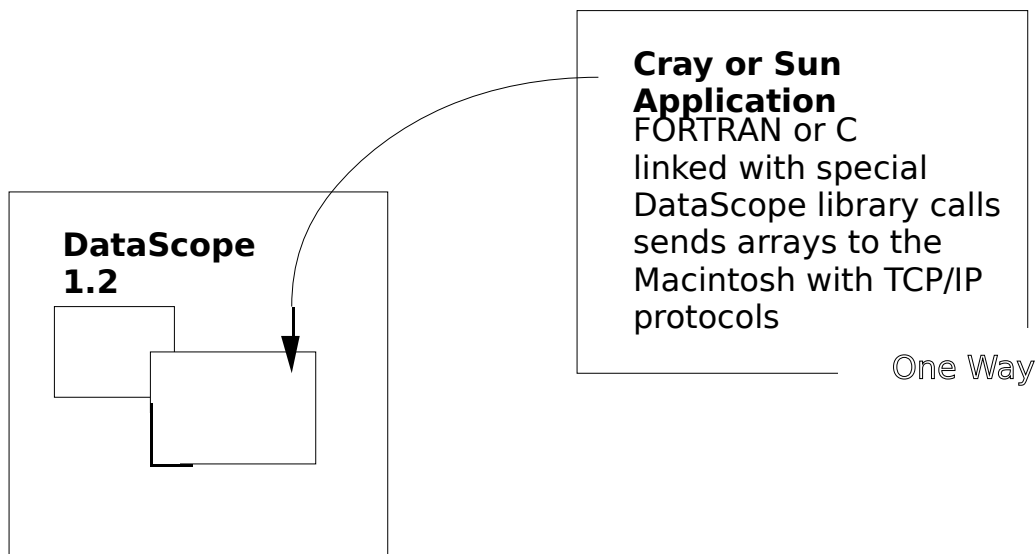 Cray or Sun
Application
FORTRAN or C
linked with special
DataScope library calls
sends arrays to the
Macintosh with TCP/IP
protocols
One Way
DataScope
1.2